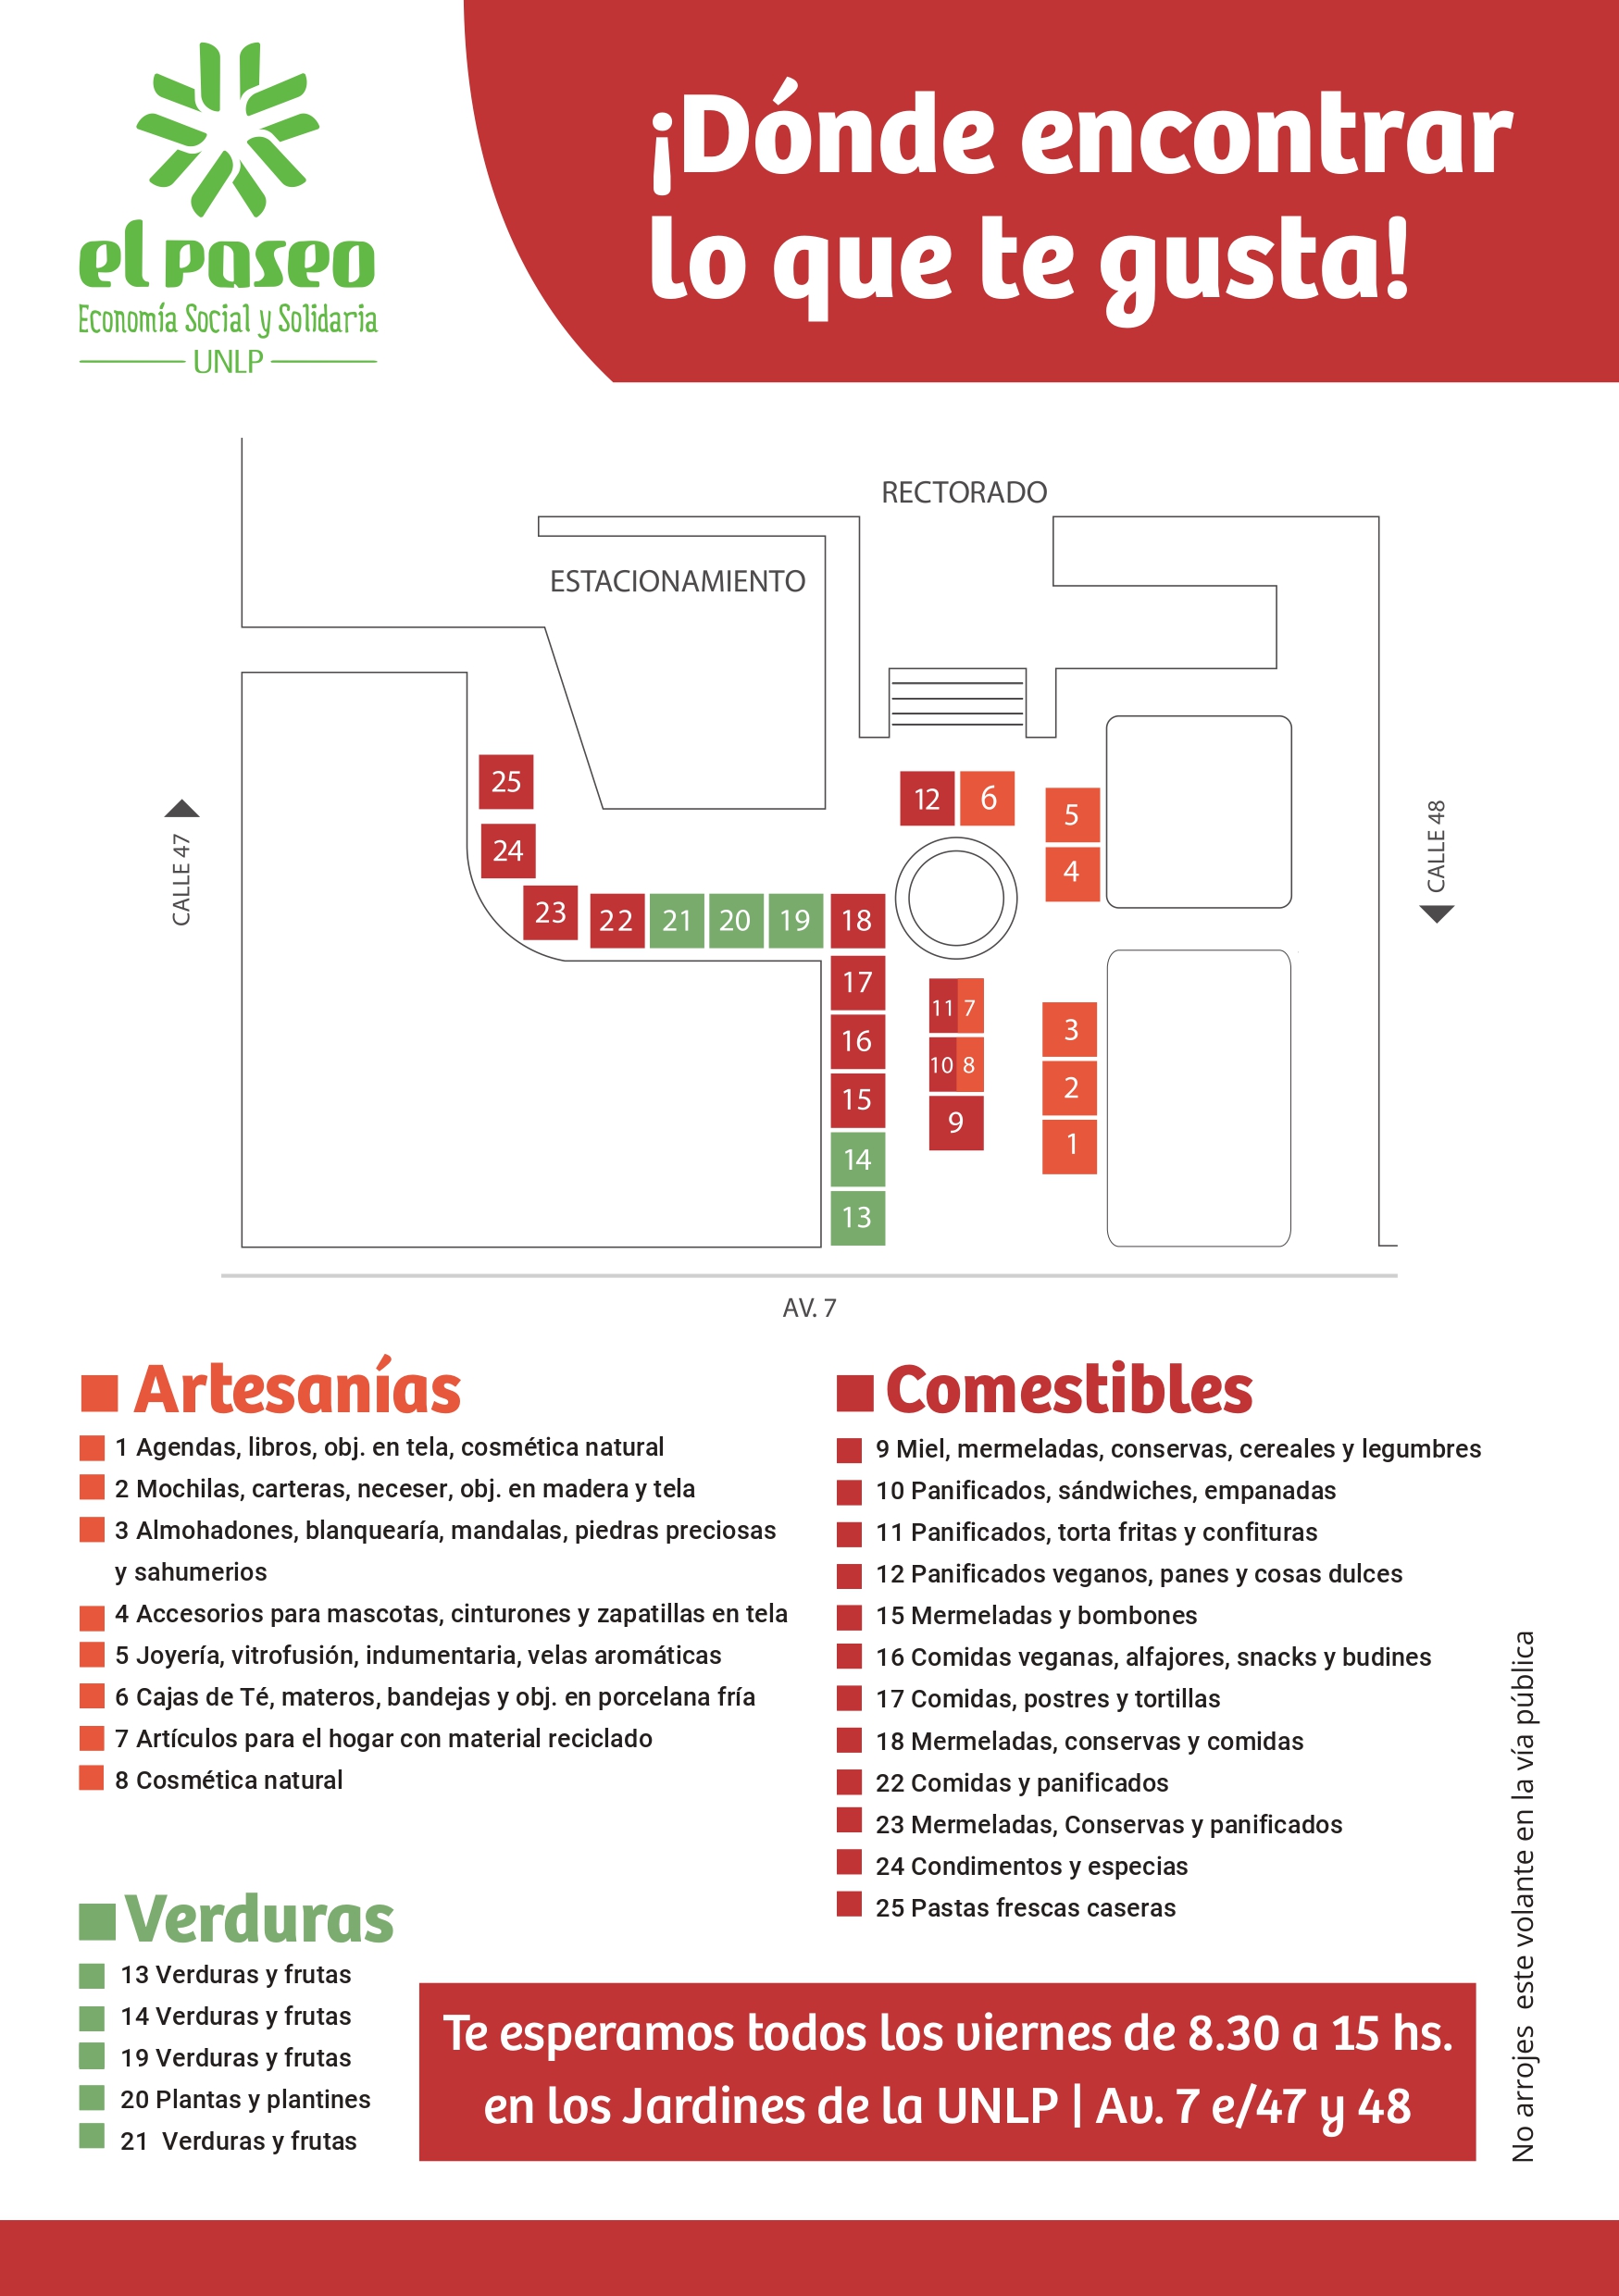 el paseo
Economía Social y Solidaria
UNLP
¡Dónde encontrar
lo que te gusta!
RECTORADO
ESTACIONAMIENTO
CALLE 47
CALLE 48
25
24
23
22
21
20
19
18
17
16
15
14
13
12
6
5
4
11
7
10
8
9
3
2
1
AV. 7
Artesanías
1 Agendas, libros, obj. en tela, cosmética natural
2 Mochilas, carteras, neceser, obj. en madera y tela
3 Almohadones, blanquearía, mandalas, piedras preciosas
y sahumerios
4 Accesorios para mascotas, cinturones y zapatillas en tela
5 Joyería, vitrofusión, indumentaria, velas aromáticas
6 Cajas de Té, materos, bandejas y obj. en porcelana fría
7 Artículos para el hogar con material reciclado
8 Cosmética natural
Comestibles
9 Miel, mermeladas, conservas, cereales y legumbres
10 Panificados, sándwiches, empanadas
11 Panificados, torta fritas y confituras
12 Panificados veganos, panes y cosas dulces
15 Mermeladas y bombones
16 Comidas veganas, alfajores, snacks y budines
17 Comidas, postres y tortillas
18 Mermeladas, conservas y comidas
22 Comidas y panificados
23 Mermeladas, Conservas y panificados
24 Condimentos y especias
25 Pastas frescas caseras
Verduras
13 Verduras y frutas
14 Verduras y frutas
19 Verduras y frutas
20 Plantas y plantines
21 Verduras y frutas
Te esperamos todos los viernes de 8.30 a 15 hs.
en los Jardines de la UNLP | Av. 7 e/47 y 48
No arrojes este volante en la vía pública